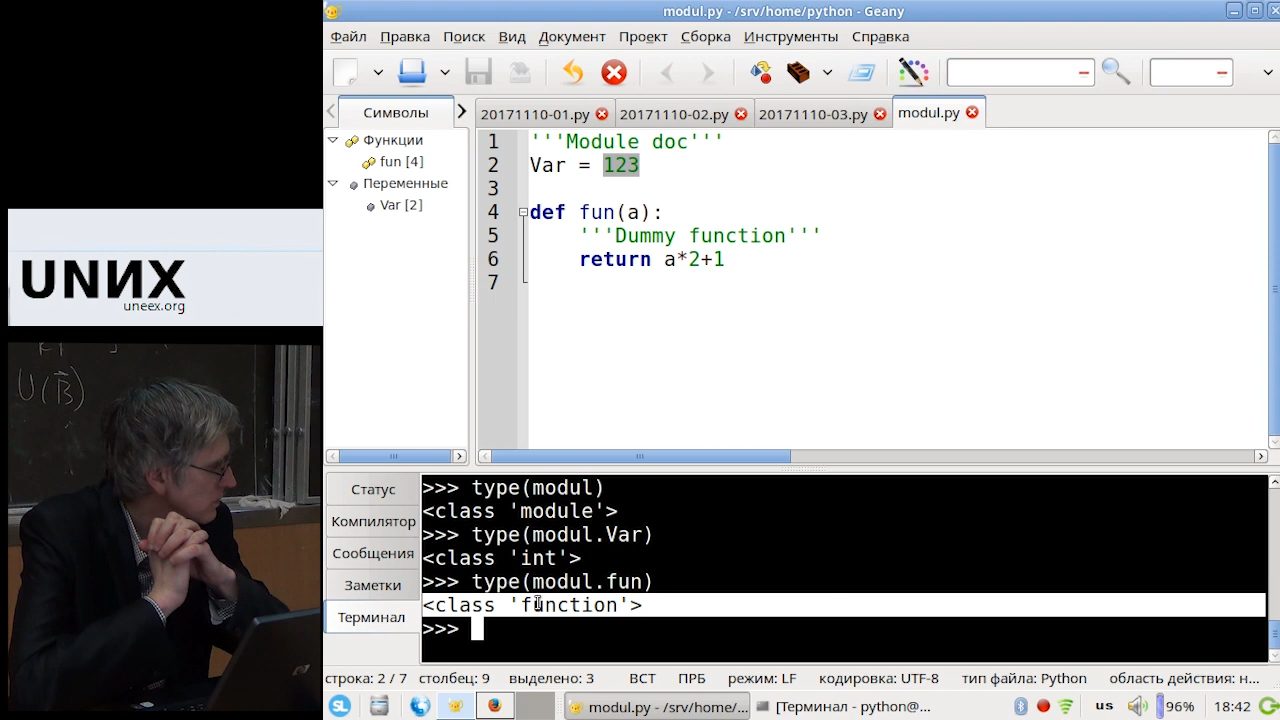 modul.py - /srv/home/python - Geany
Файл Правка Поиск Вид Документ Проект Сборка Инструменты Справка
Символы
20171110-01.py 20171110-02.py 20171110-03.py modul.py
Функции
fun [4]
Переменные
Var [2]
1 '''Module doc'''
2 Var = 123
3
4 def fun(a):
5 '''Dummy function'''
6 return a*2+1
7
UNИX
uneex.org
U(B)
Статус
Компилятор
Сообщения
Заметки
Терминал
>>> type(modul)
<class 'module'>
>>> type(modul.Var)
<class 'int'>
>>> type(modul.fun)
<class 'function'>
>>>
строка: 2 / 7 столбец: 9 выделено: 3 ВСТ ПРБ режим: LF кодировка: UTF-8 тип файла: Python область действия: н...
modul.py - /srv/home/... [Терминал - python@... us 96% 18:42